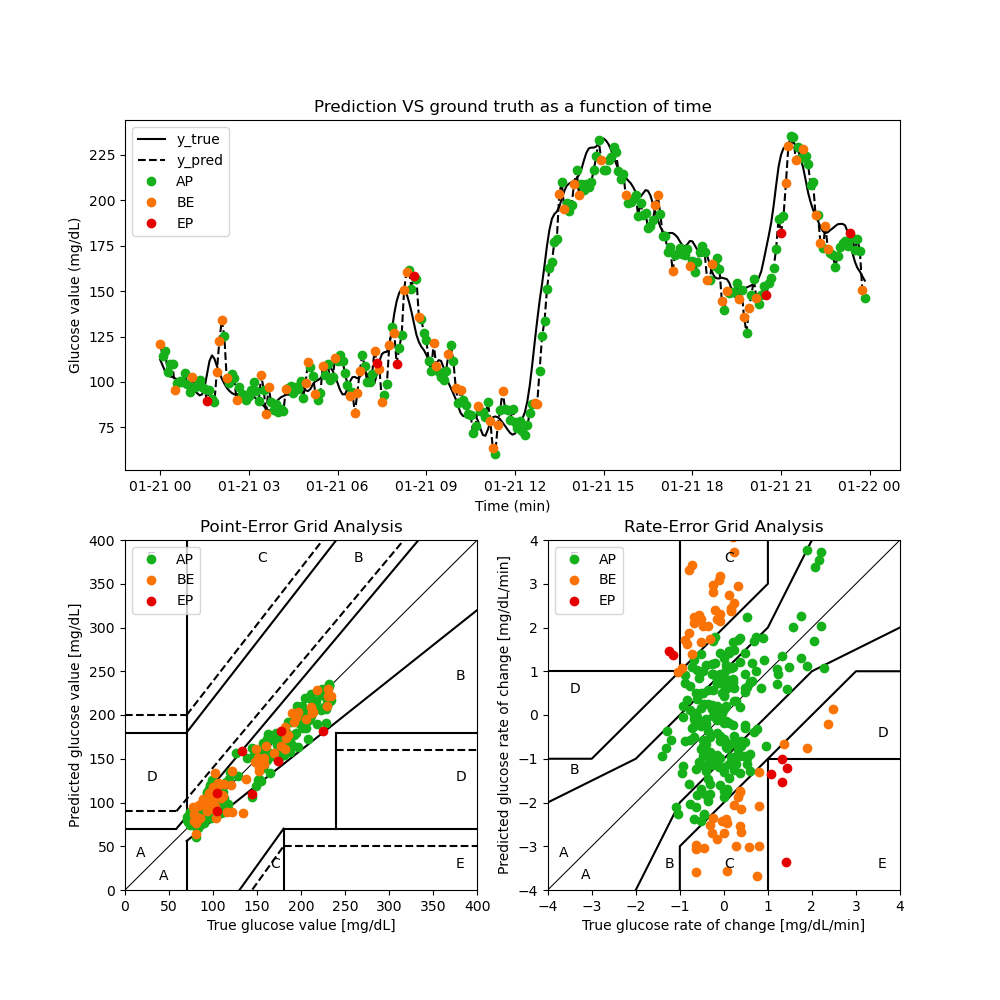 Prediction VS ground truth as a function of time
Glucose value (mg/dL)
225
200
175
150
125
100
75
y_true
y_pred
AP
BE
EP
01-21 00 01-21 03 01-21 06 01-21 09 01-21 12 01-21 15 01-21 18 01-21 21 01-22 00
Time (min)
Point-Error Grid Analysis
Predicted glucose value [mg/dL]
400
350
300
250
200
150
100
50
0
AP
BE
EP
C
B
B
D
D
A
A
C
E
0 50 100 150 200 250 300 350 400
True glucose value [mg/dL]
Rate-Error Grid Analysis
Predicted glucose rate of change [mg/dL/min]
4
3
2
1
0
−1
−2
−3
−4
AP
BE
EP
C
D
D
B
A
A
B
C
E
−4 −3 −2 −1 0 1 2 3 4
True glucose rate of change [mg/dL/min]